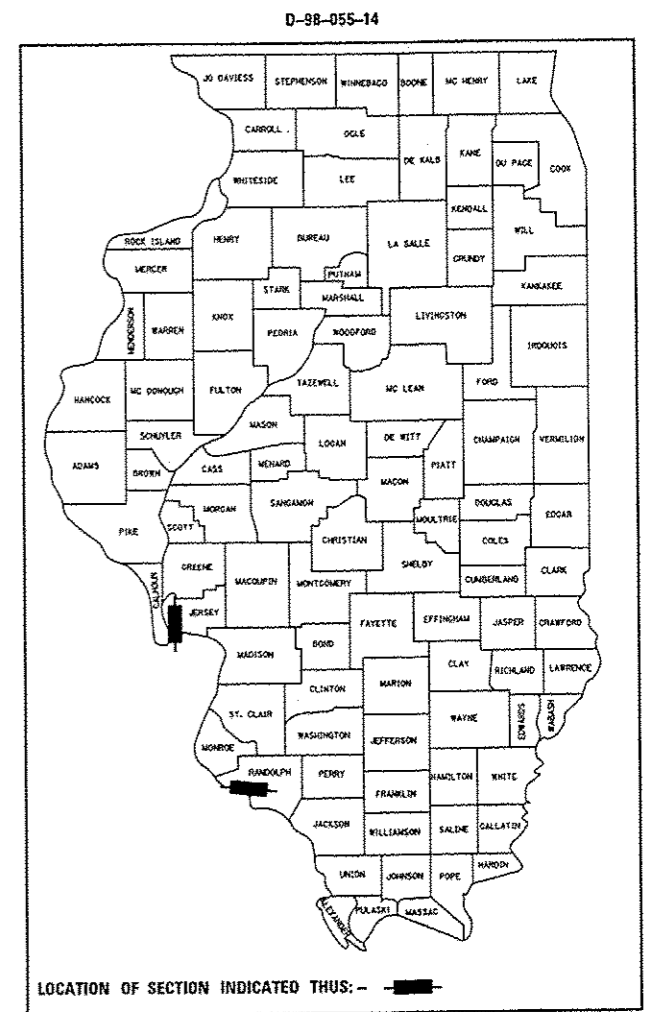 D-98-055-14
JO DAVIESS STEPHENSON WINNEBAGO BOONE MC HENRY LAKE
CARROLL OGLE DE KALB KANE DU PAGE COOK
WHITESIDE LEE KENDALL WILL
ROCK ISLAND HENRY BUREAU LA SALLE GRUNDY
MERCER STARK PUTNAM KANKAKEE
HENDERSON WARREN KNOX PEORIA MARSHALL LIVINGSTON
WOODFORD IROQUOIS
HANCOCK MC DONOUGH FULTON TAZEWELL MC LEAN FORD
SCHUYLER MASON LOGAN DE WITT CHAMPAIGN VERMILION
ADAMS BROWN CASS MENARD MACON PIATT
PIKE SCOTT MORGAN SANGAMON MOULTRIE DOUGLAS EDGAR
CHRISTIAN COLES
GREENE MACOUPIN MONTGOMERY SHELBY CUMBERLAND CLARK
CALHOUN JERSEY FAYETTE EFFINGHAM JASPER CRAWFORD
MADISON BOND CLAY RICHLAND LAWRENCE
CLINTON MARION WAYNE EDWARDS WABASH
ST. CLAIR WASHINGTON JEFFERSON
MONROE RANDOLPH PERRY HAMILTON WHITE
FRANKLIN
JACKSON WILLIAMSON SALINE GALLATIN
UNION JOHNSON POPE HARDIN
ALEXANDER PULASKI MASSAC
LOCATION OF SECTION INDICATED THUS: -